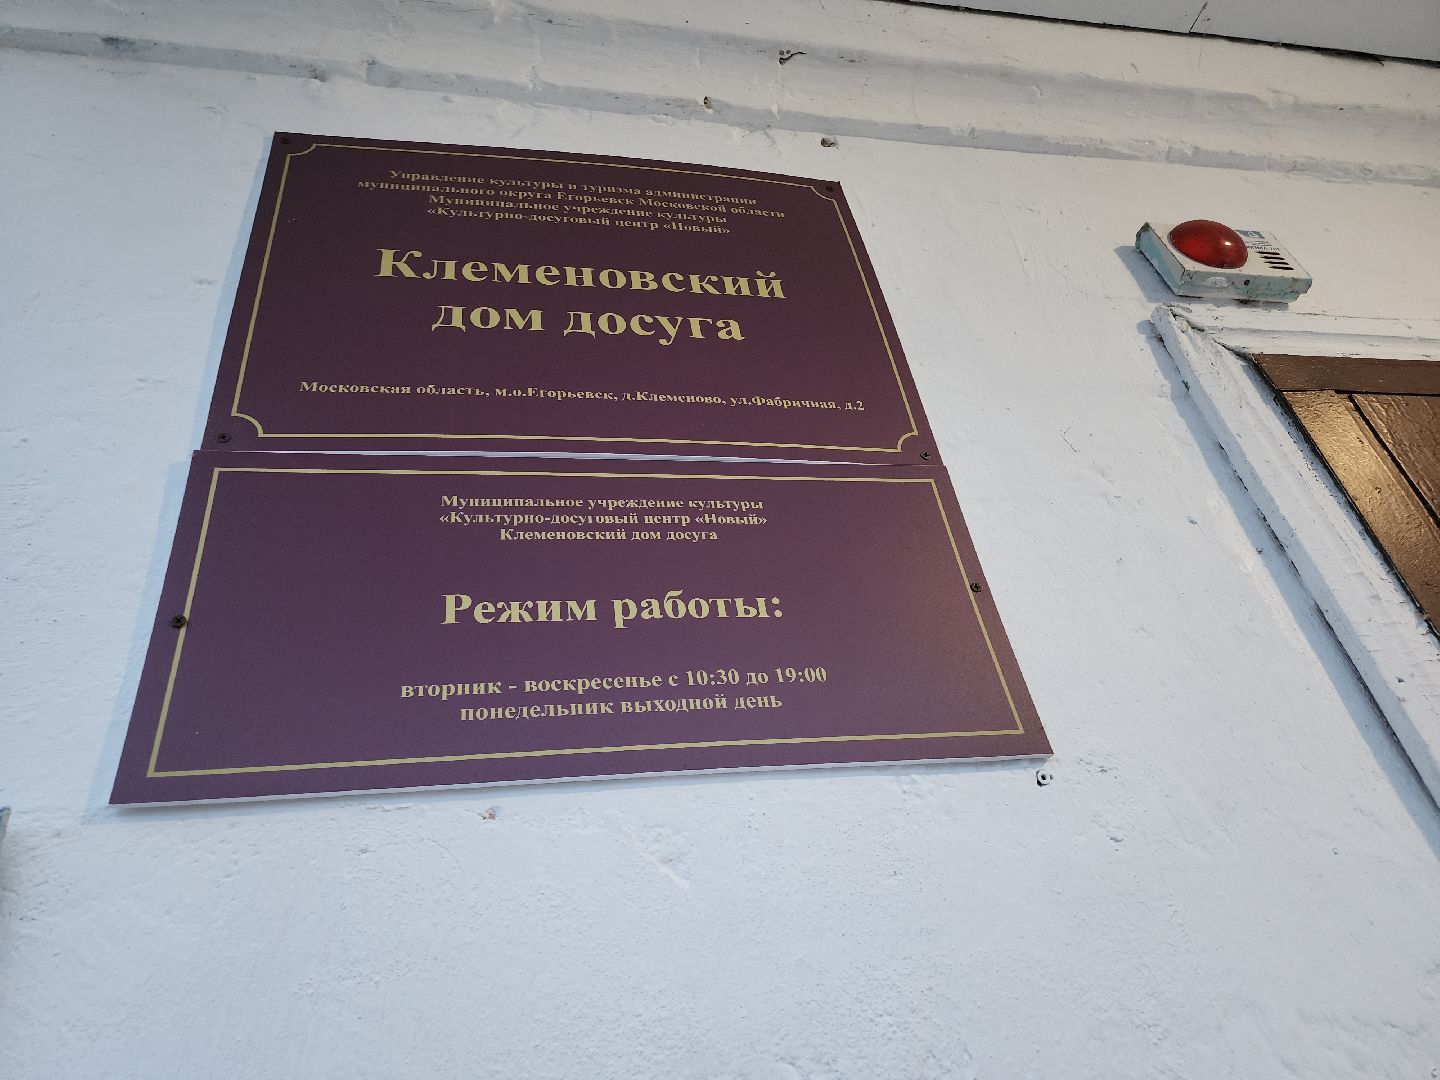 Управление культуры и туризма администрации
муниципального округа Егорьевск Московской области
Муниципальное учреждение культуры
«Культурно-досуговый центр «Новый»
Клеменовский
дом досуга
Московская область, м.о.Егорьевск, д.Клеменово, ул.Фабричная, д.2
Муниципальное учреждение культуры
«Культурно-досуговый центр «Новый»
Клеменовский дом досуга
Режим работы:
вторник - воскресенье с 10:30 до 19:00
понедельник выходной день